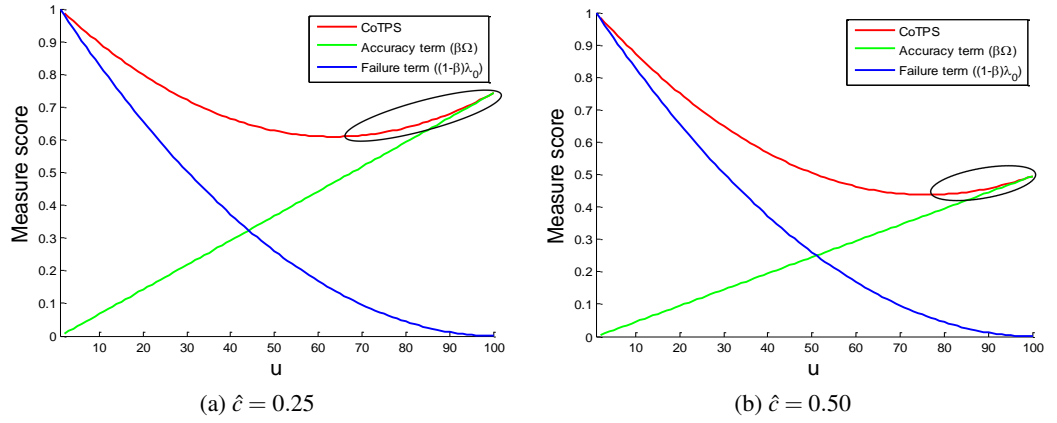 1
0.9
0.8
0.7
0.6
0.5
0.4
0.3
0.2
0.1
0
Measure score
10 20 30 40 50 60 70 80 90 100
u
CoTPS
Accuracy term (βΩ)
Failure term ((1-β)λ₀)
(a) ĉ = 0.25
1
0.9
0.8
0.7
0.6
0.5
0.4
0.3
0.2
0.1
0
Measure score
10 20 30 40 50 60 70 80 90 100
u
CoTPS
Accuracy term (βΩ)
Failure term ((1-β)λ₀)
(b) ĉ = 0.50